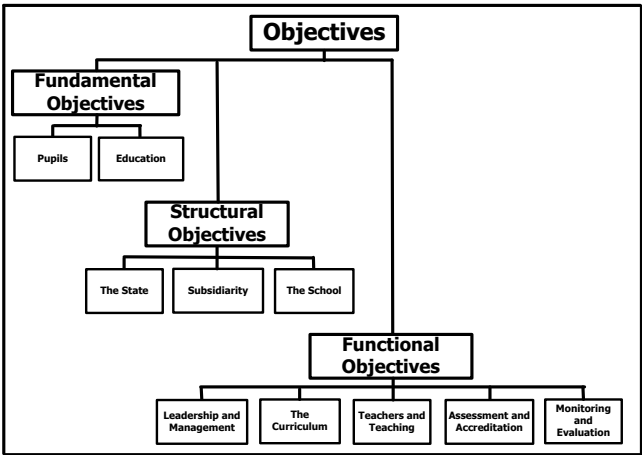 Objectives
Fundamental
Objectives
Pupils
Education
Structural
Objectives
The State
Subsidiarity
The School
Functional
Objectives
Leadership and
Management
The
Curriculum
Teachers and
Teaching
Assessment and
Accreditation
Monitoring
and
Evaluation